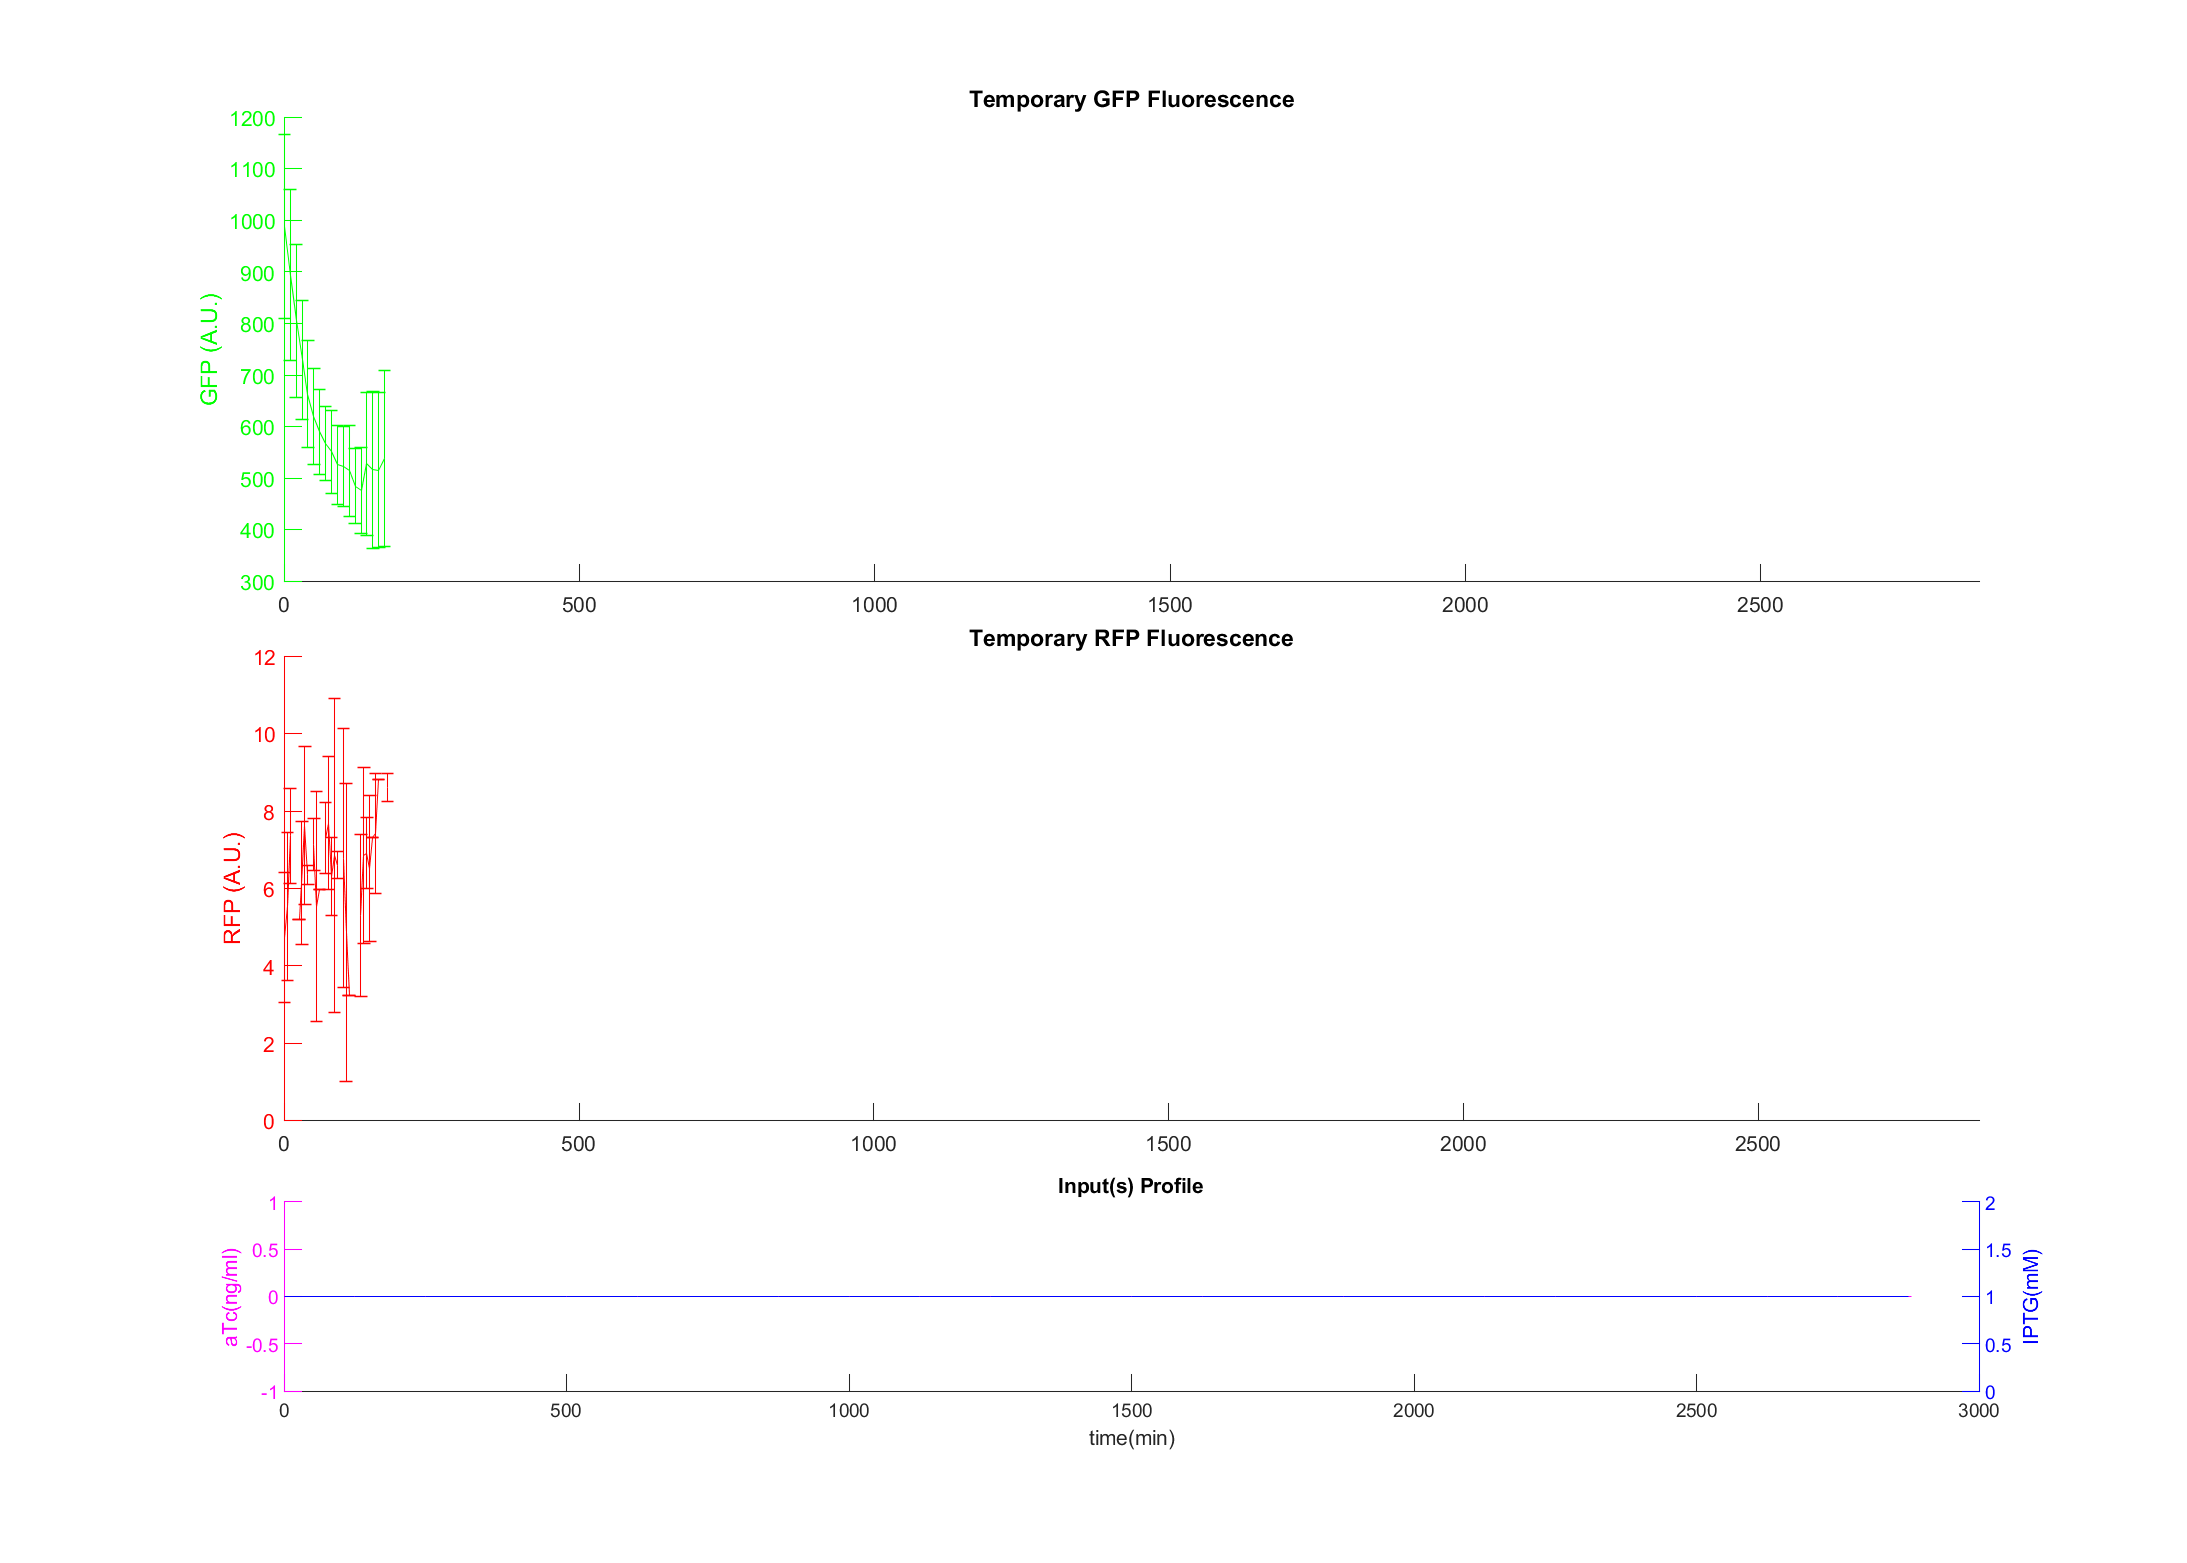 Temporary GFP Fluorescence
1200
1100
1000
900
800
700
600
500
400
300
GFP (A.U.)
0 500 1000 1500 2000 2500
Temporary RFP Fluorescence
12
10
8
6
4
2
0
RFP (A.U.)
0 500 1000 1500 2000 2500
Input(s) Profile
1
0.5
0
-0.5
-1
aTc(ng/ml)
2
1.5
1
0.5
0
IPTG(mM)
0 500 1000 1500 2000 2500 3000
time(min)